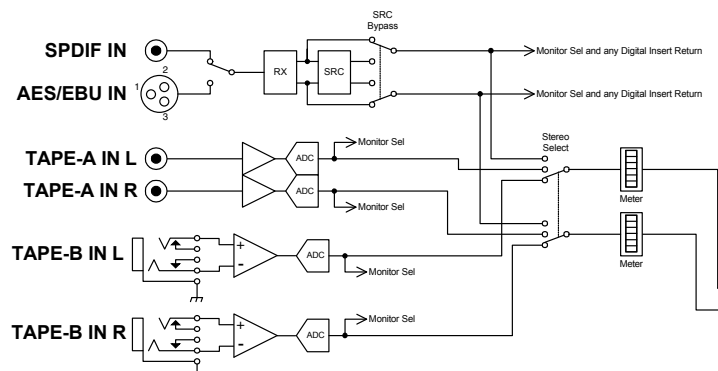 SRC
Bypass
SPDIF IN
AES/EBU IN
1
2
3
RX
SRC
Monitor Sel and any Digital Insert Return
Monitor Sel and any Digital Insert Return
TAPE-A IN L
ADC
Monitor Sel
Stereo
Select
TAPE-A IN R
ADC
Monitor Sel
Meter
TAPE-B IN L
+
-
ADC
Monitor Sel
Meter
TAPE-B IN R
+
-
ADC
Monitor Sel